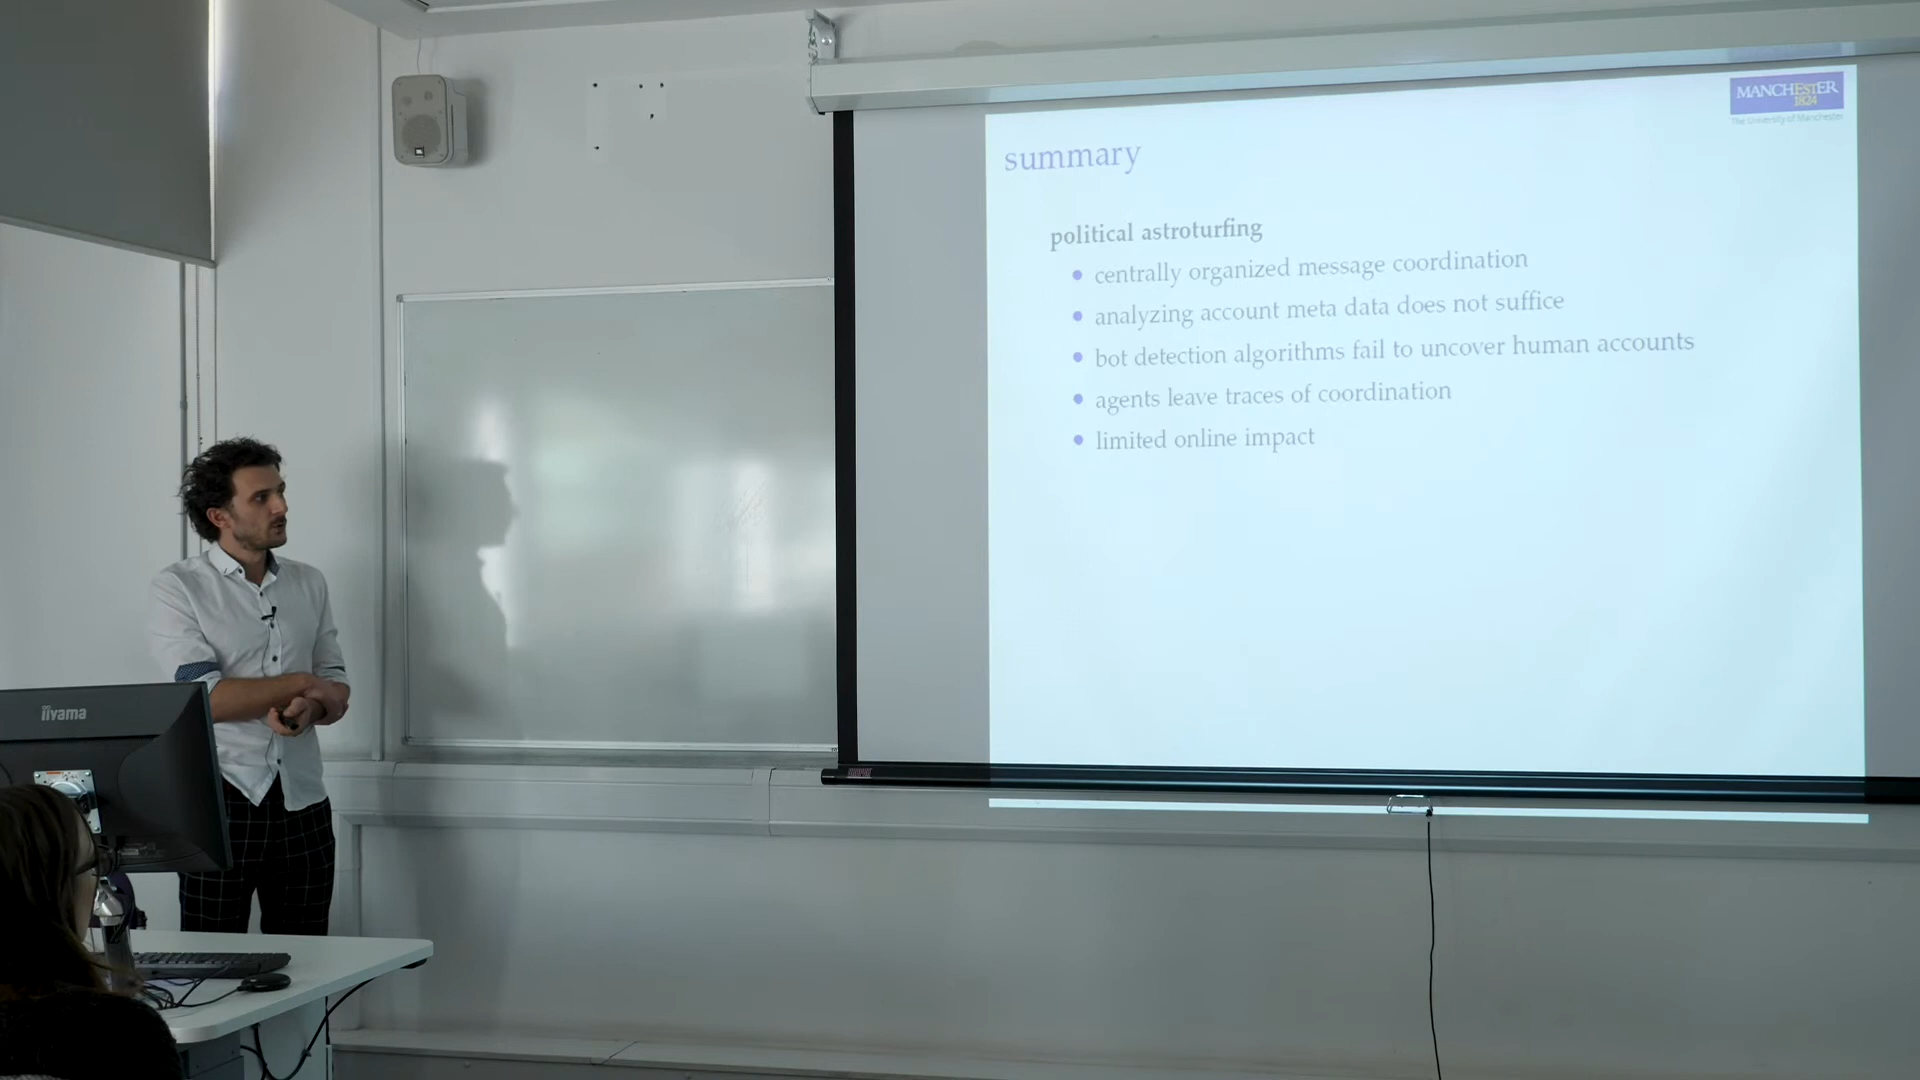 MANCHESTER
1824
The University of Manchester
summary
political astroturfing
centrally organized message coordination
analyzing account meta data does not suffice
bot detection algorithms fail to uncover human accounts
agents leave traces of coordination
limited online impact
iiyama